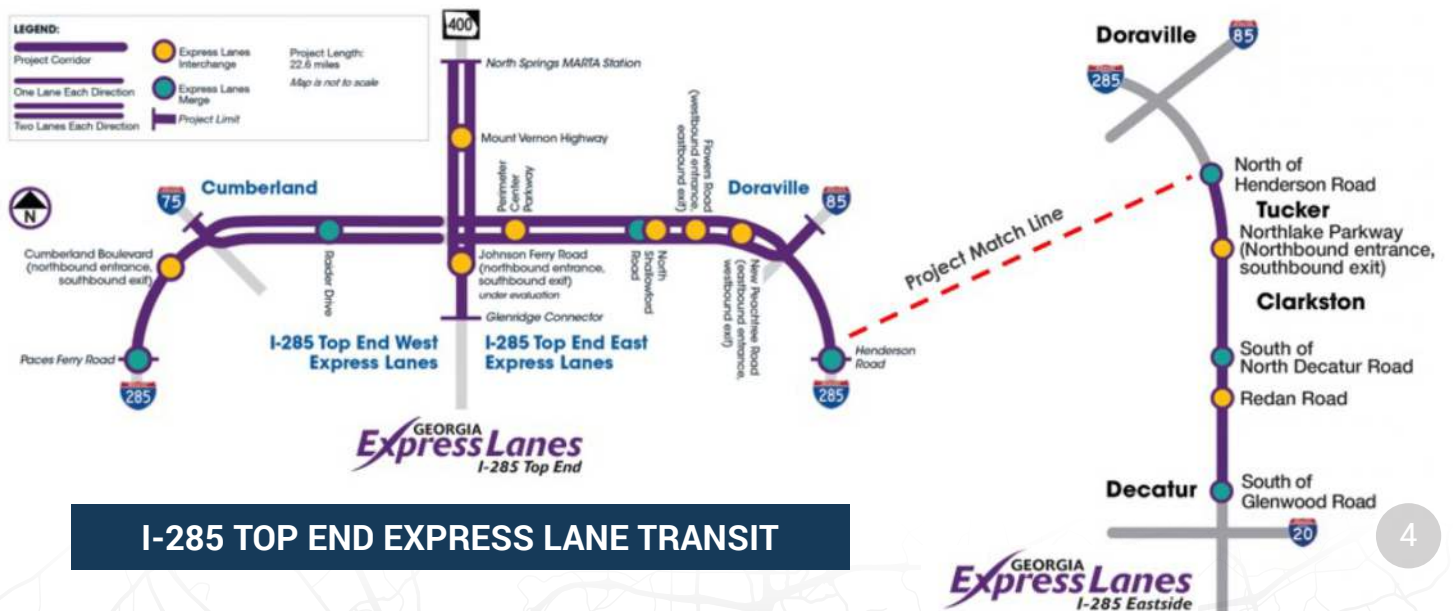 LEGEND:
Project Corridor
One Lane Each Direction
Two Lanes Each Direction
Express Lanes
Interchange
Express Lanes
Merge
Project Limit
Project Length:
22.6 miles
Map is not to scale
400
North Springs MARTA Station
Mount Vernon Highway
N
75
Cumberland
Cumberland Boulevard
(northbound entrance,
southbound exit)
Paces Ferry Road
285
Raider Drive
Perimeter
Center
Parkway
Johnson Ferry Road
(northbound entrance,
southbound exit)
under evaluation
Glenridge Connector
North
Shallowford
Road
Flowers Road
(westbound entrance,
eastbound exit)
New Peachtree Road
(eastbound entrance,
westbound exit)
Doraville
85
Henderson
Road
285
I-285 Top End West
Express Lanes
I-285 Top End East
Express Lanes
GEORGIA
Express Lanes
I-285 Top End
I-285 TOP END EXPRESS LANE TRANSIT
Project Match Line
Doraville
85
285
North of
Henderson Road
Tucker
Northlake Parkway
(Northbound entrance,
southbound exit)
Clarkston
South of
North Decatur Road
Redan Road
Decatur
South of
Glenwood Road
20
GEORGIA
Express Lanes
I-285 Eastside
4